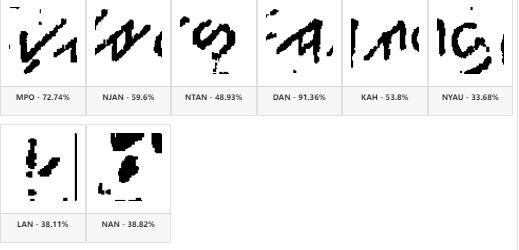 MPO - 72.74% NJAN - 59.6% NTAN - 48.93% DAN - 91.36% KAH - 53.8% NYAU - 33.68%
LAN - 38.11% NAN - 38.82%